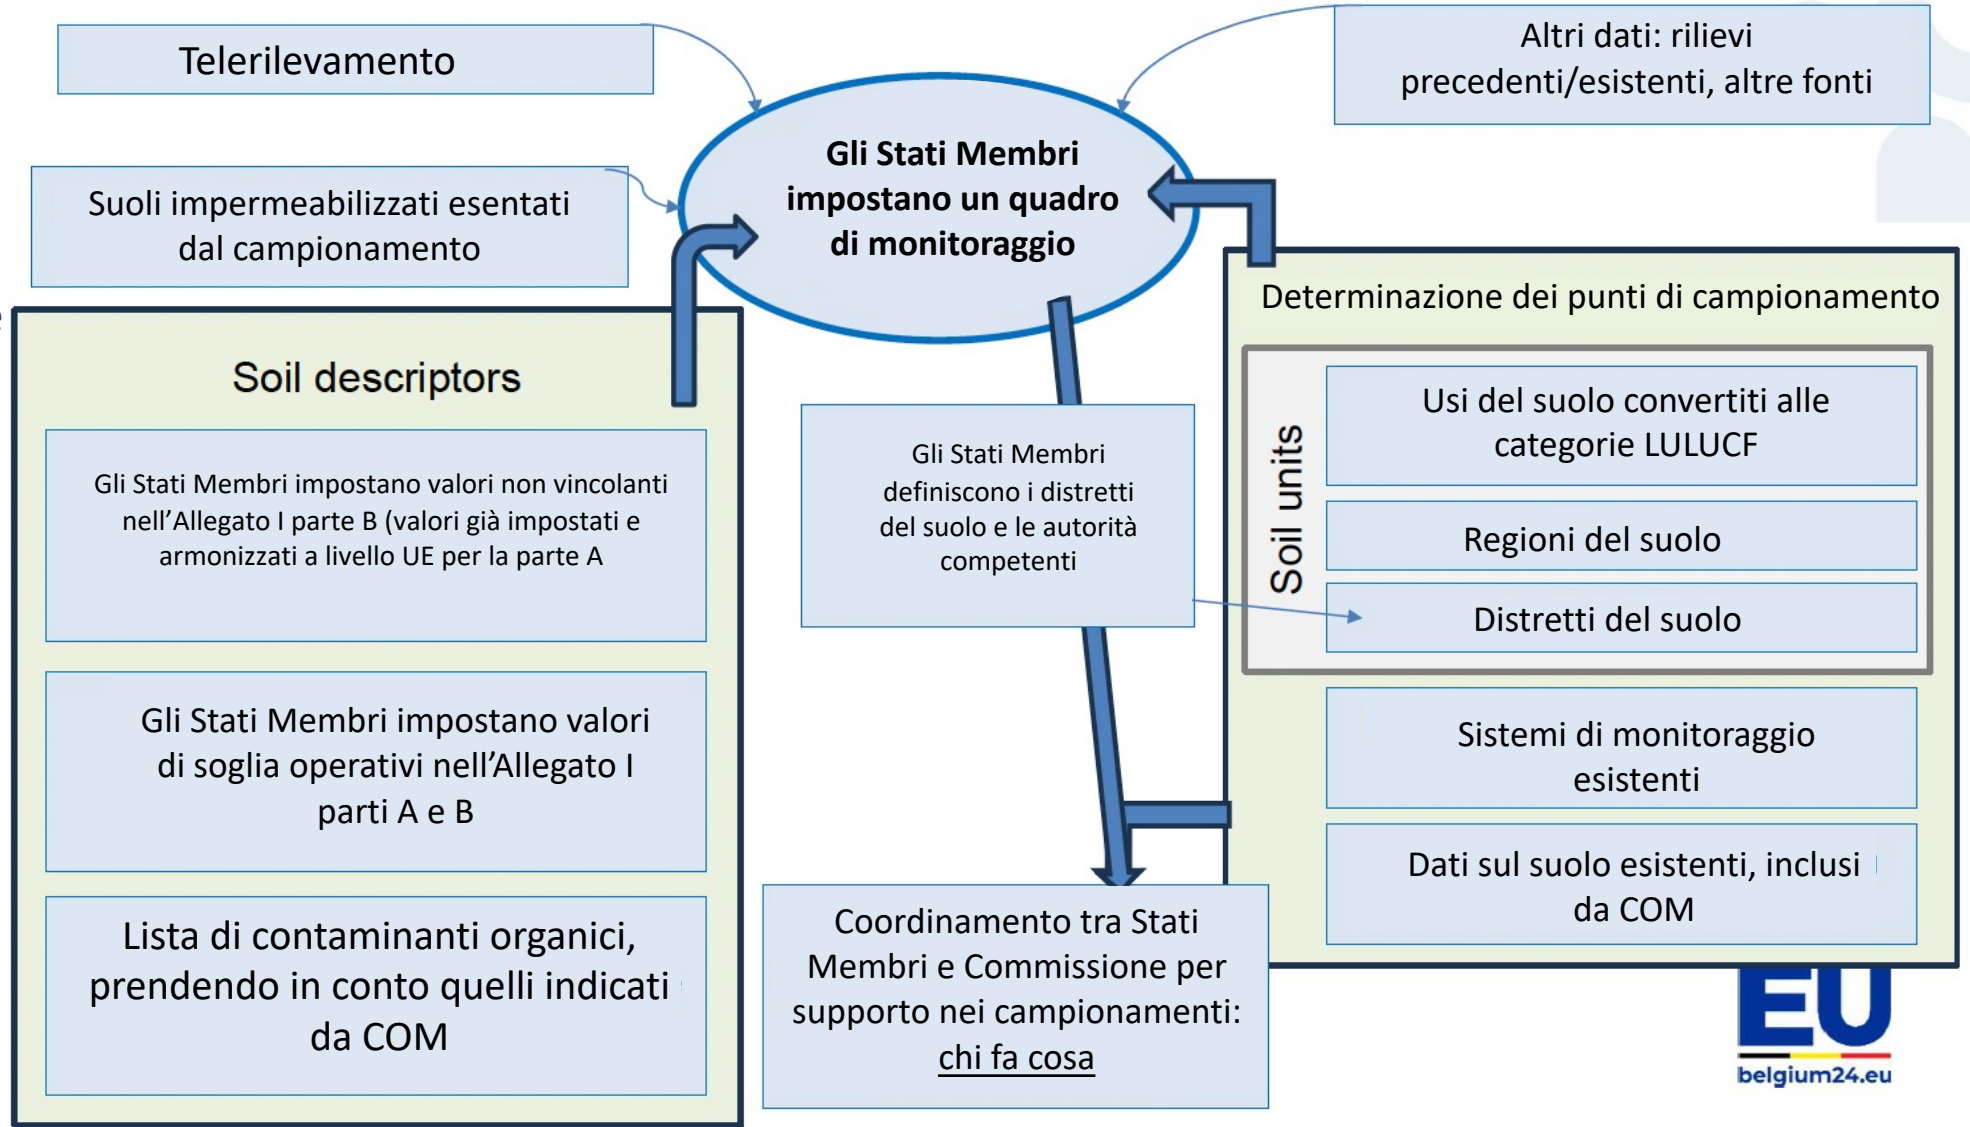 Telerilevamento
Altri dati: rilievi
precedenti/esistenti, altre fonti
Gli Stati Membri
impostano un quadro
di monitoraggio
Suoli impermeabilizzati esentati
dal campionamento
e
Soil descriptors
Gli Stati Membri impostano valori non vincolanti
nell’Allegato I parte B (valori già impostati e
armonizzati a livello UE per la parte A
Gli Stati Membri impostano valori
di soglia operativi nell’Allegato I
parti A e B
Lista di contaminanti organici,
prendendo in conto quelli indicati
da COM
Gli Stati Membri
definiscono i distretti
del suolo e le autorità
competenti
Coordinamento tra Stati
Membri e Commissione per
supporto nei campionamenti:
chi fa cosa
Determinazione dei punti di campionamento
Soil units
Usi del suolo convertiti alle
categorie LULUCF
Regioni del suolo
Distretti del suolo
Sistemi di monitoraggio
esistenti
Dati sul suolo esistenti, inclusi
da COM
EU
belgium24.eu